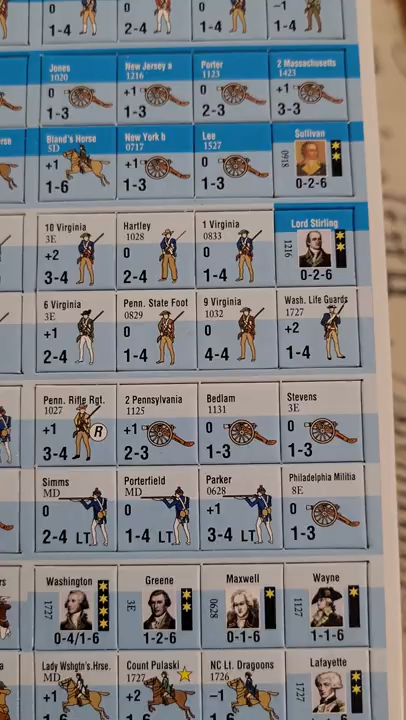 0 0 0 -1
1-4 2-4 1-4 1-4
Jones New Jersey a Porter 2 Massachusetts
1020 1216 1123 1423
0 +1 0 +1
1-3 1-3 2-3 3-3
Bland's Horse New York b Lee Sullivan
5D 0717 1527 0918
+1 +1 0
1-6 1-3 1-3 0-2-6
10 Virginia Hartley 1 Virginia Lord Stirling
3E 1028 0833 1216
+2 0 0
3-4 2-4 1-4 0-2-6
6 Virginia Penn. State Foot 9 Virginia Wash. Life Guards
3E 0829 1032 1727
+1 0 0 +2
2-4 1-4 4-4 1-4
Penn. Rifle Rgt. 2 Pennsylvania Bedlam Stevens
1027 1125 1131 3E
+1 R +1 0 0
3-4 2-3 1-3 1-3
Simms Porterfield Parker Philadelphia Militia
MD MD 0628 8E
0 0 +1 0
2-4 LT 1-4 LT 3-4 LT 1-3
Washington Greene Maxwell Wayne
1727 3E 0628 1127
0-4/1-6 1-2-6 0-1-6 1-1-6
Lady Wshgtn's.Hrse. Count Pulaski NC Lt. Dragoons Lafayette
MD 1727 1726 1727
+1 +2 -1